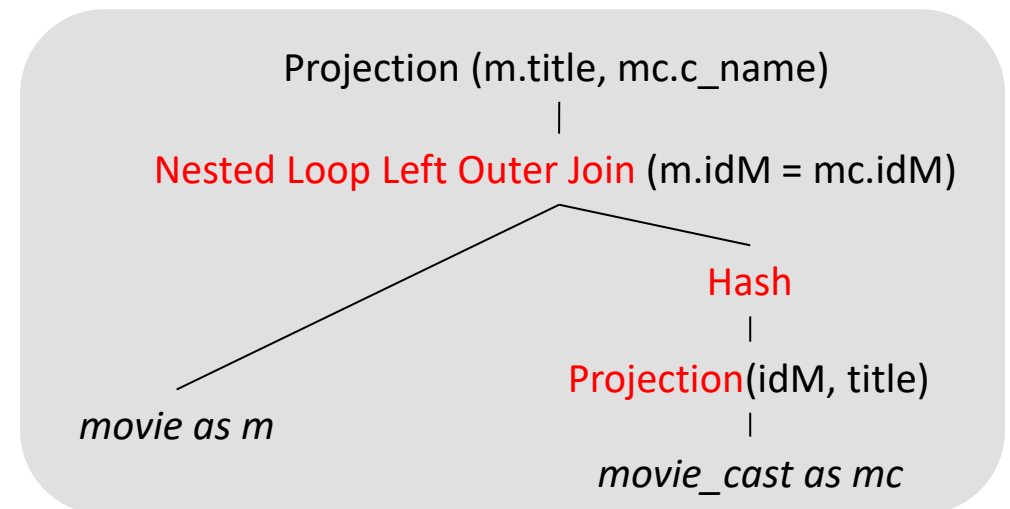 Projection (m.title, mc.c_name)
Nested Loop Left Outer Join (m.idM = mc.idM)
Hash
Projection(idM, title)
movie as m
movie_cast as mc